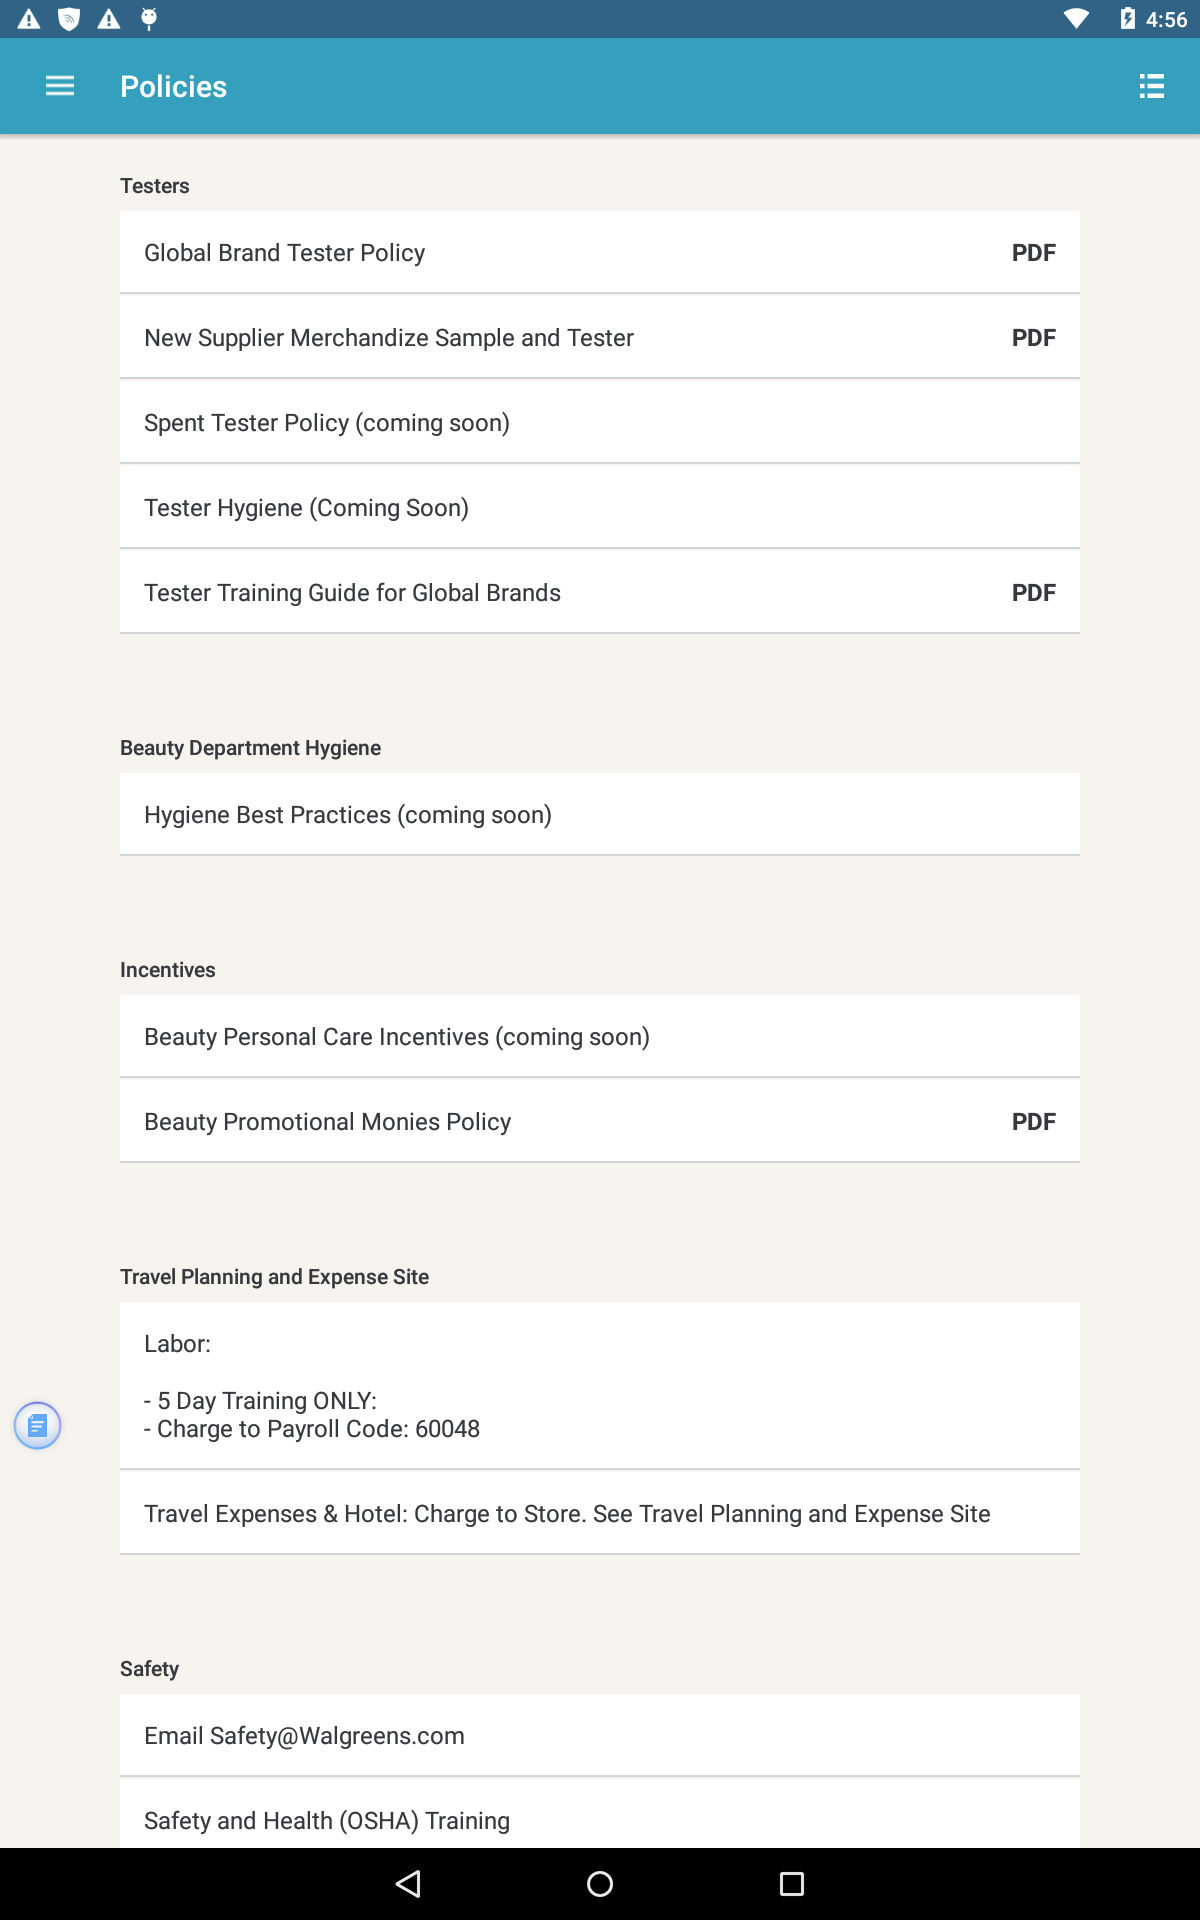 4:56
Policies
Testers
Global Brand Tester Policy PDF
New Supplier Merchandize Sample and Tester PDF
Spent Tester Policy (coming soon)
Tester Hygiene (Coming Soon)
Tester Training Guide for Global Brands PDF
Beauty Department Hygiene
Hygiene Best Practices (coming soon)
Incentives
Beauty Personal Care Incentives (coming soon)
Beauty Promotional Monies Policy PDF
Travel Planning and Expense Site
Labor:
- 5 Day Training ONLY:
- Charge to Payroll Code: 60048
Travel Expenses & Hotel: Charge to Store. See Travel Planning and Expense Site
Safety
Email Safety@Walgreens.com
Safety and Health (OSHA) Training